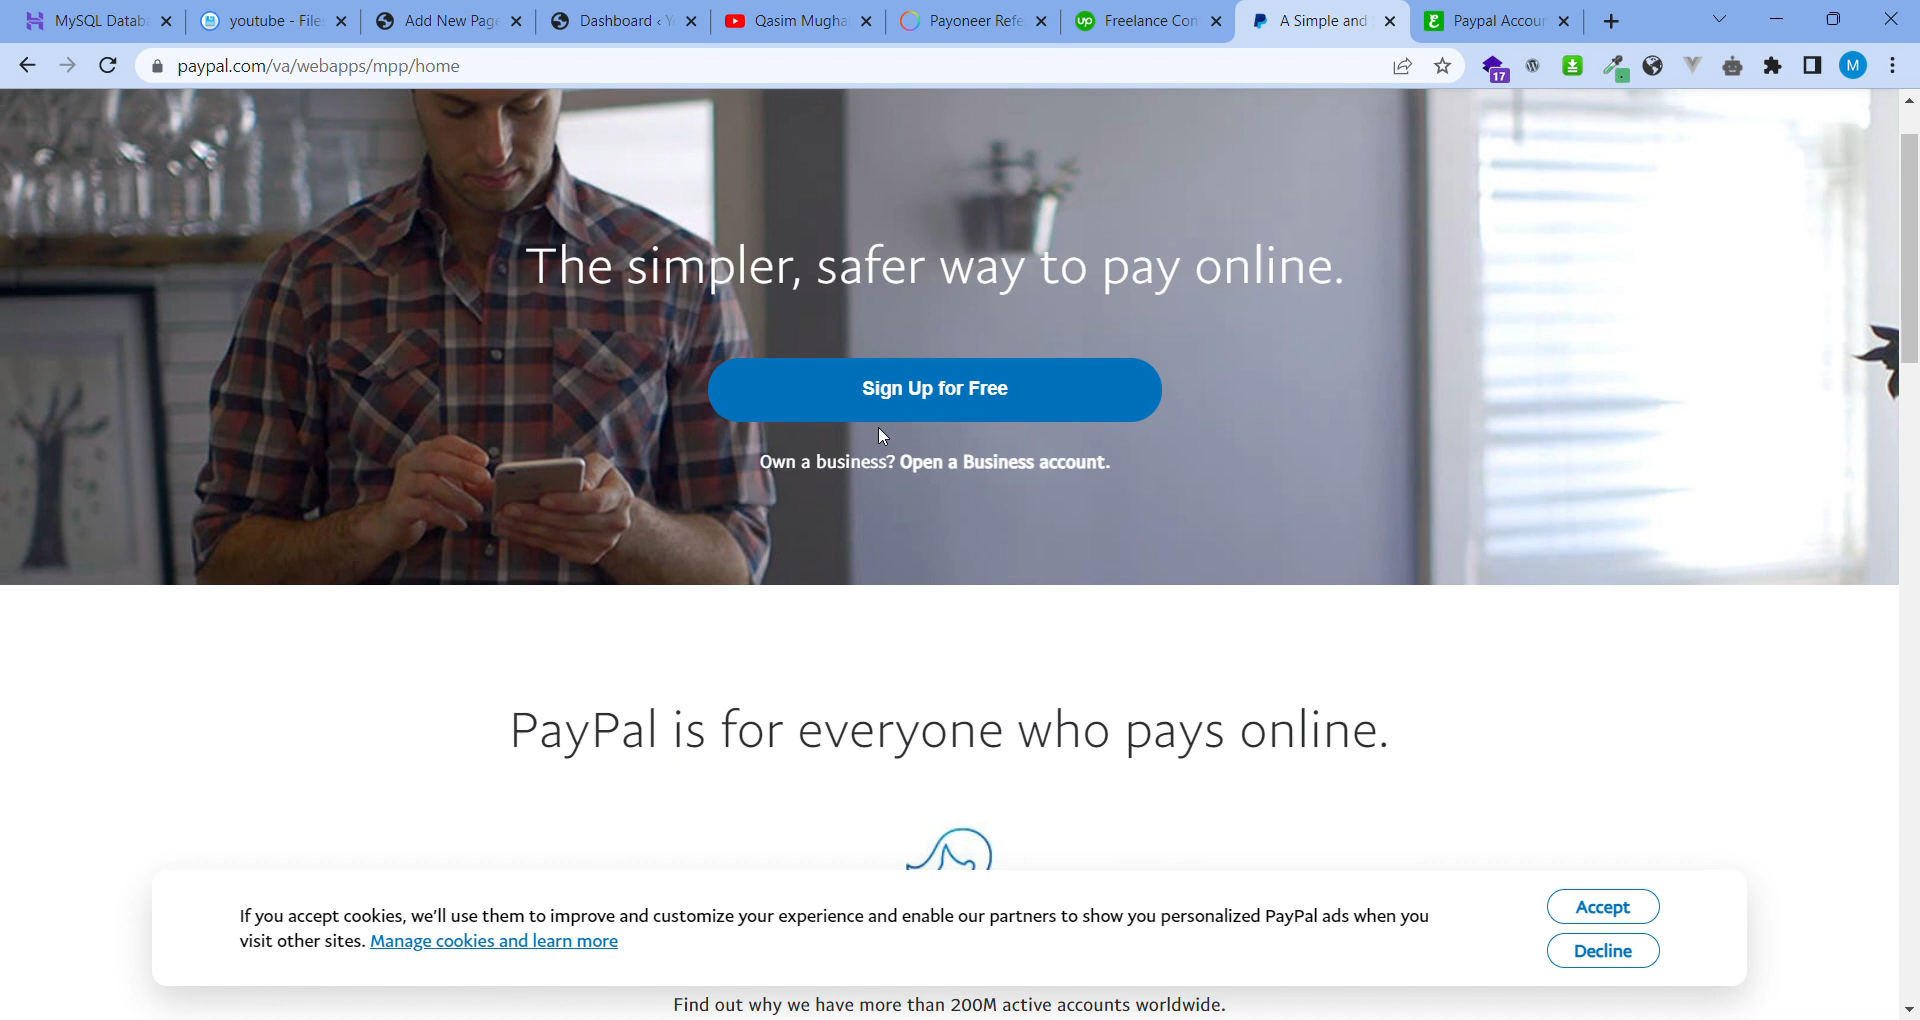 MySQL Datab
youtube - File
Add New Page
Dashboard ‹ Y
Qasim Mugha
Payoneer Refe
up
Freelance Con
A Simple and
Paypal Accou
paypal.com/va/webapps/mpp/home
17
M
The simpler, safer way to pay online.
Sign Up for Free
Own a business? Open a Business account.
PayPal is for everyone who pays online.
If you accept cookies, we'll use them to improve and customize your experience and enable our partners to show you personalized PayPal ads when you
visit other sites. Manage cookies and learn more
Accept
Decline
Find out why we have more than 200M active accounts worldwide.